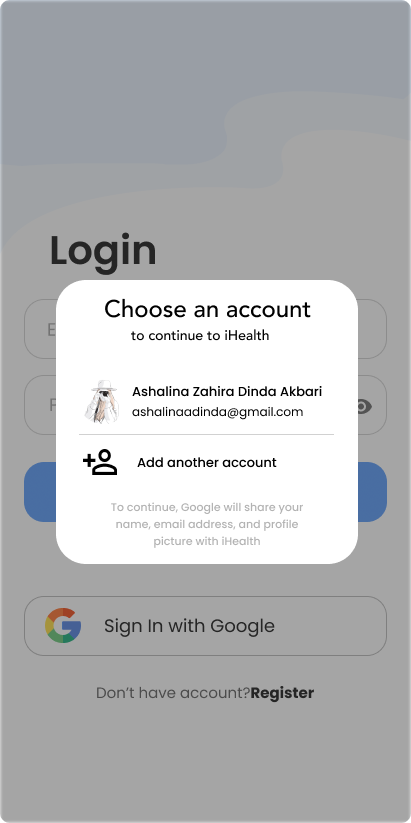 Login
Choose an account
to continue to iHealth
E
Ashalina Zahira Dinda Akbari
ashalinaadinda@gmail.com
Add another account
To continue, Google will share your
name, email address, and profile
picture with iHealth
Sign In with Google
Don't have account?Register